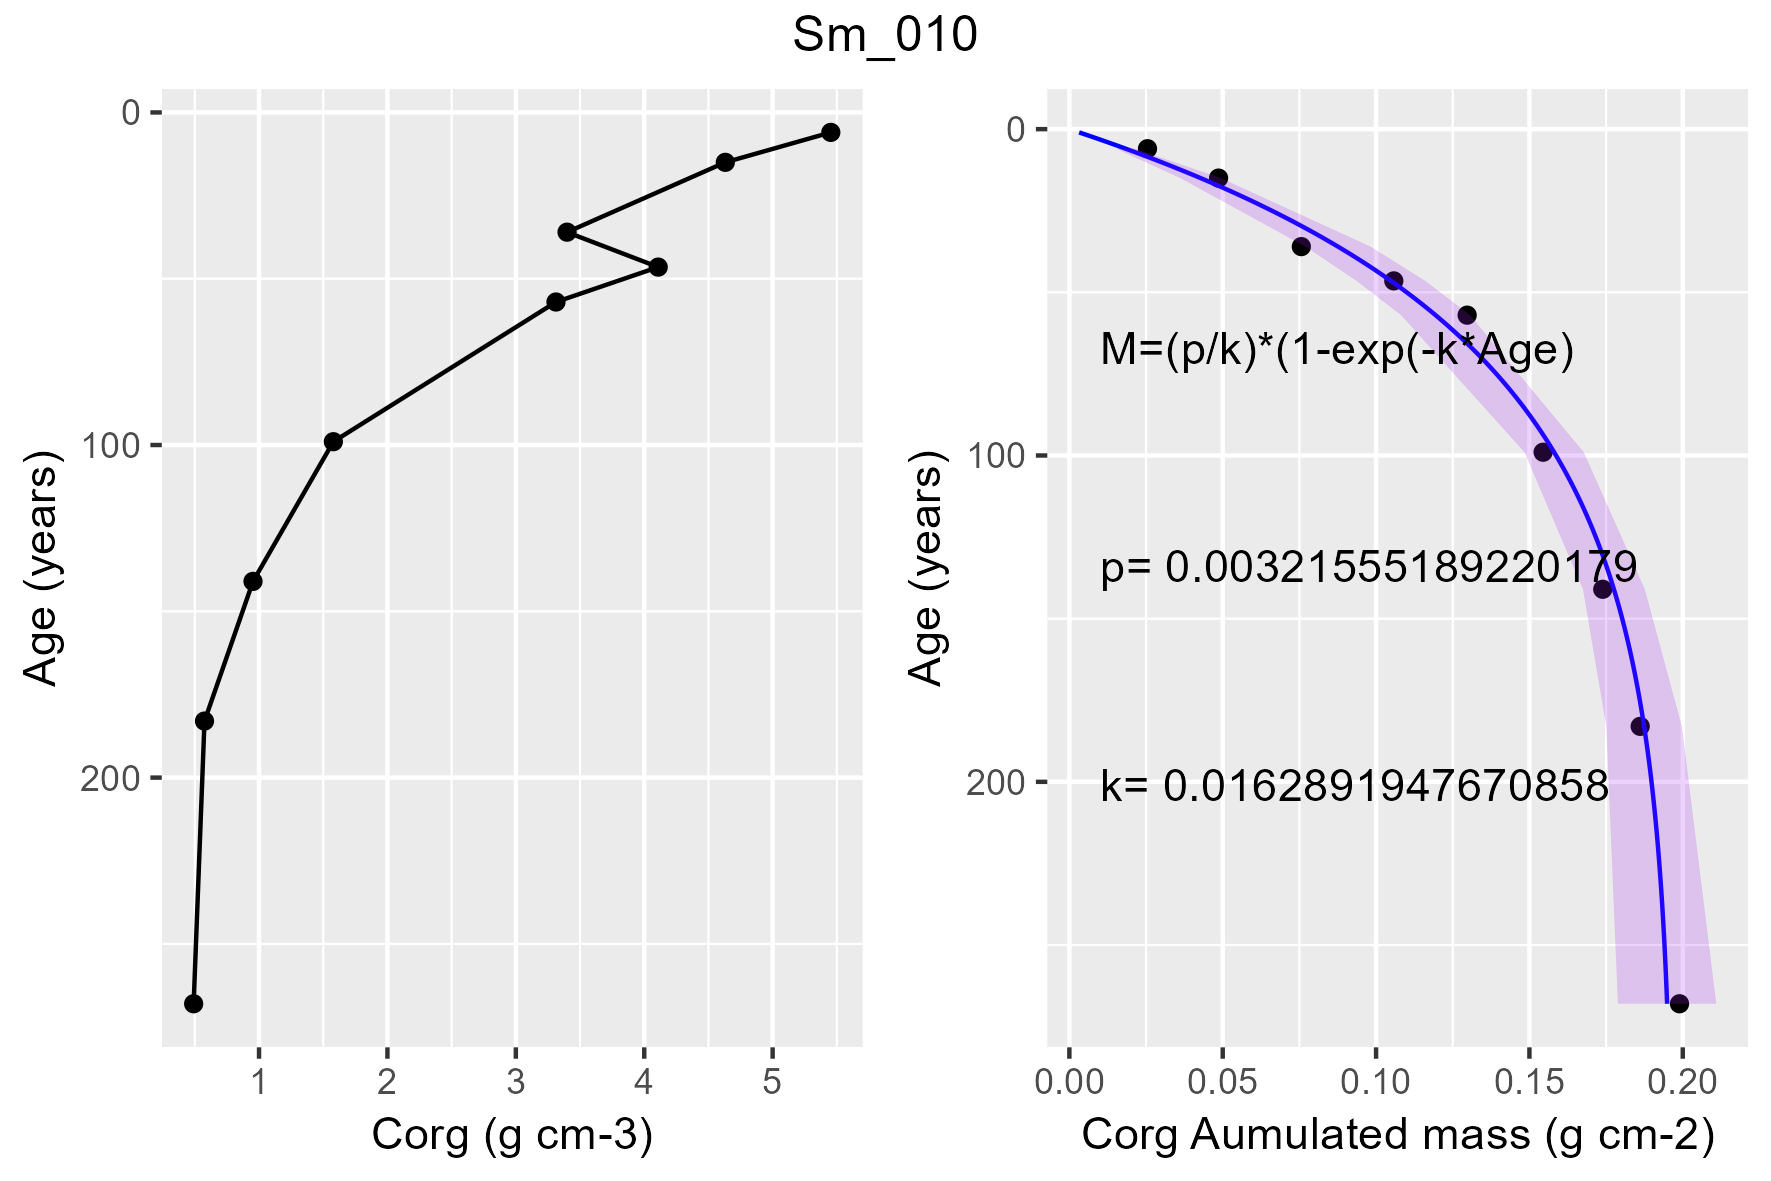 Sm_010
0
100
200
Age (years)
1 2 3 4 5
Corg (g cm-3)
0
100
200
Age (years)
M=(p/k)*(1-exp(-k*Age)
p= 0.00321555189220179
k= 0.0162891947670858
0.00 0.05 0.10 0.15 0.20
Corg Aumulated mass (g cm-2)